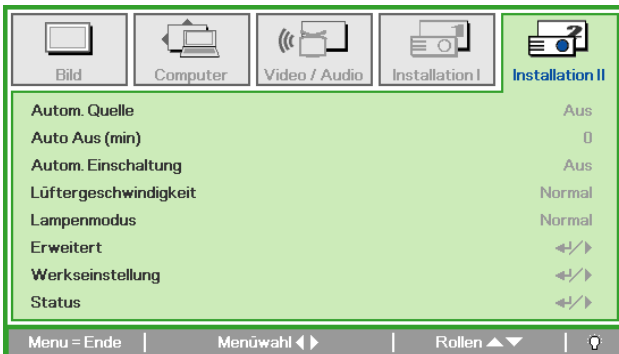 Bild Computer Video / Audio Installation I Installation II
Autom. Quelle Aus
Auto Aus (min) 0
Autom. Einschaltung Aus
Lüftergeschwindigkeit Normal
Lampenmodus Normal
Erweitert
Werkseinstellung
Status
Menu = Ende Menüwahl Rollen